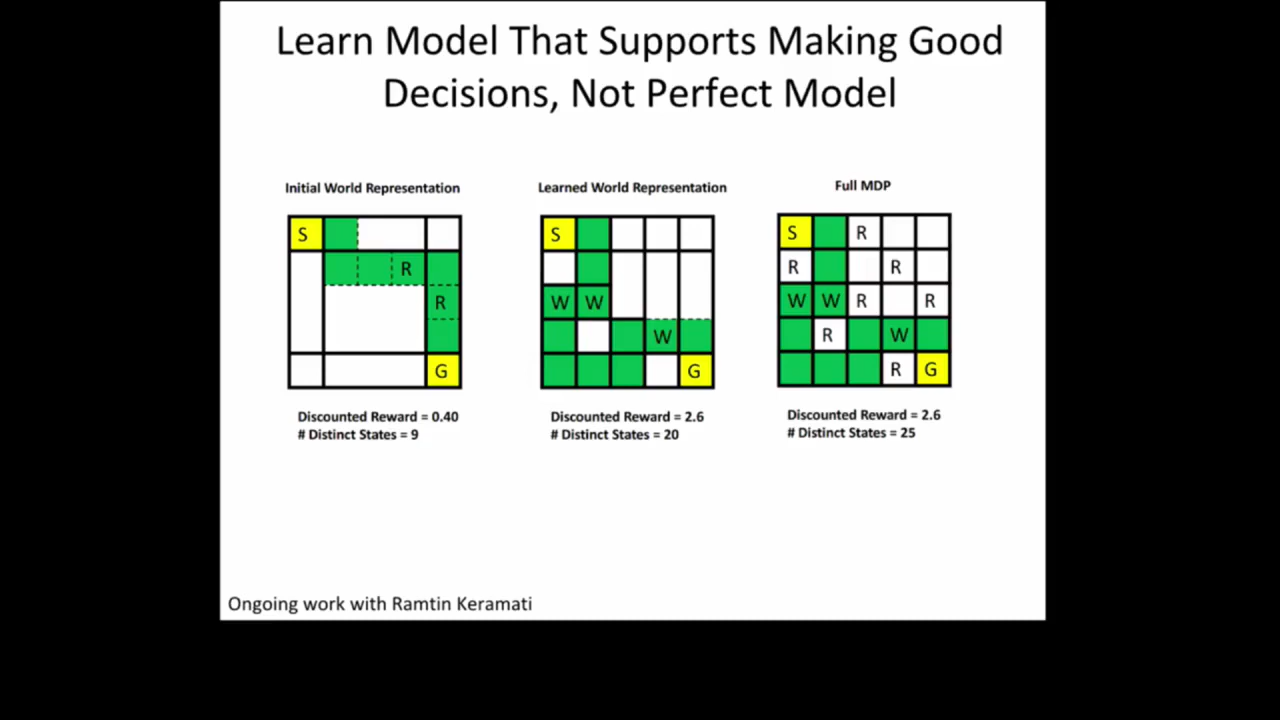 Learn Model That Supports Making Good
Decisions, Not Perfect Model
Initial World Representation
S
R
R
G
Discounted Reward = 0.40
# Distinct States = 9
Learned World Representation
S
W W
W
G
Discounted Reward = 2.6
# Distinct States = 20
Full MDP
S R
R R
W W R R
R W
R G
Discounted Reward = 2.6
# Distinct States = 25
Ongoing work with Ramtin Keramati